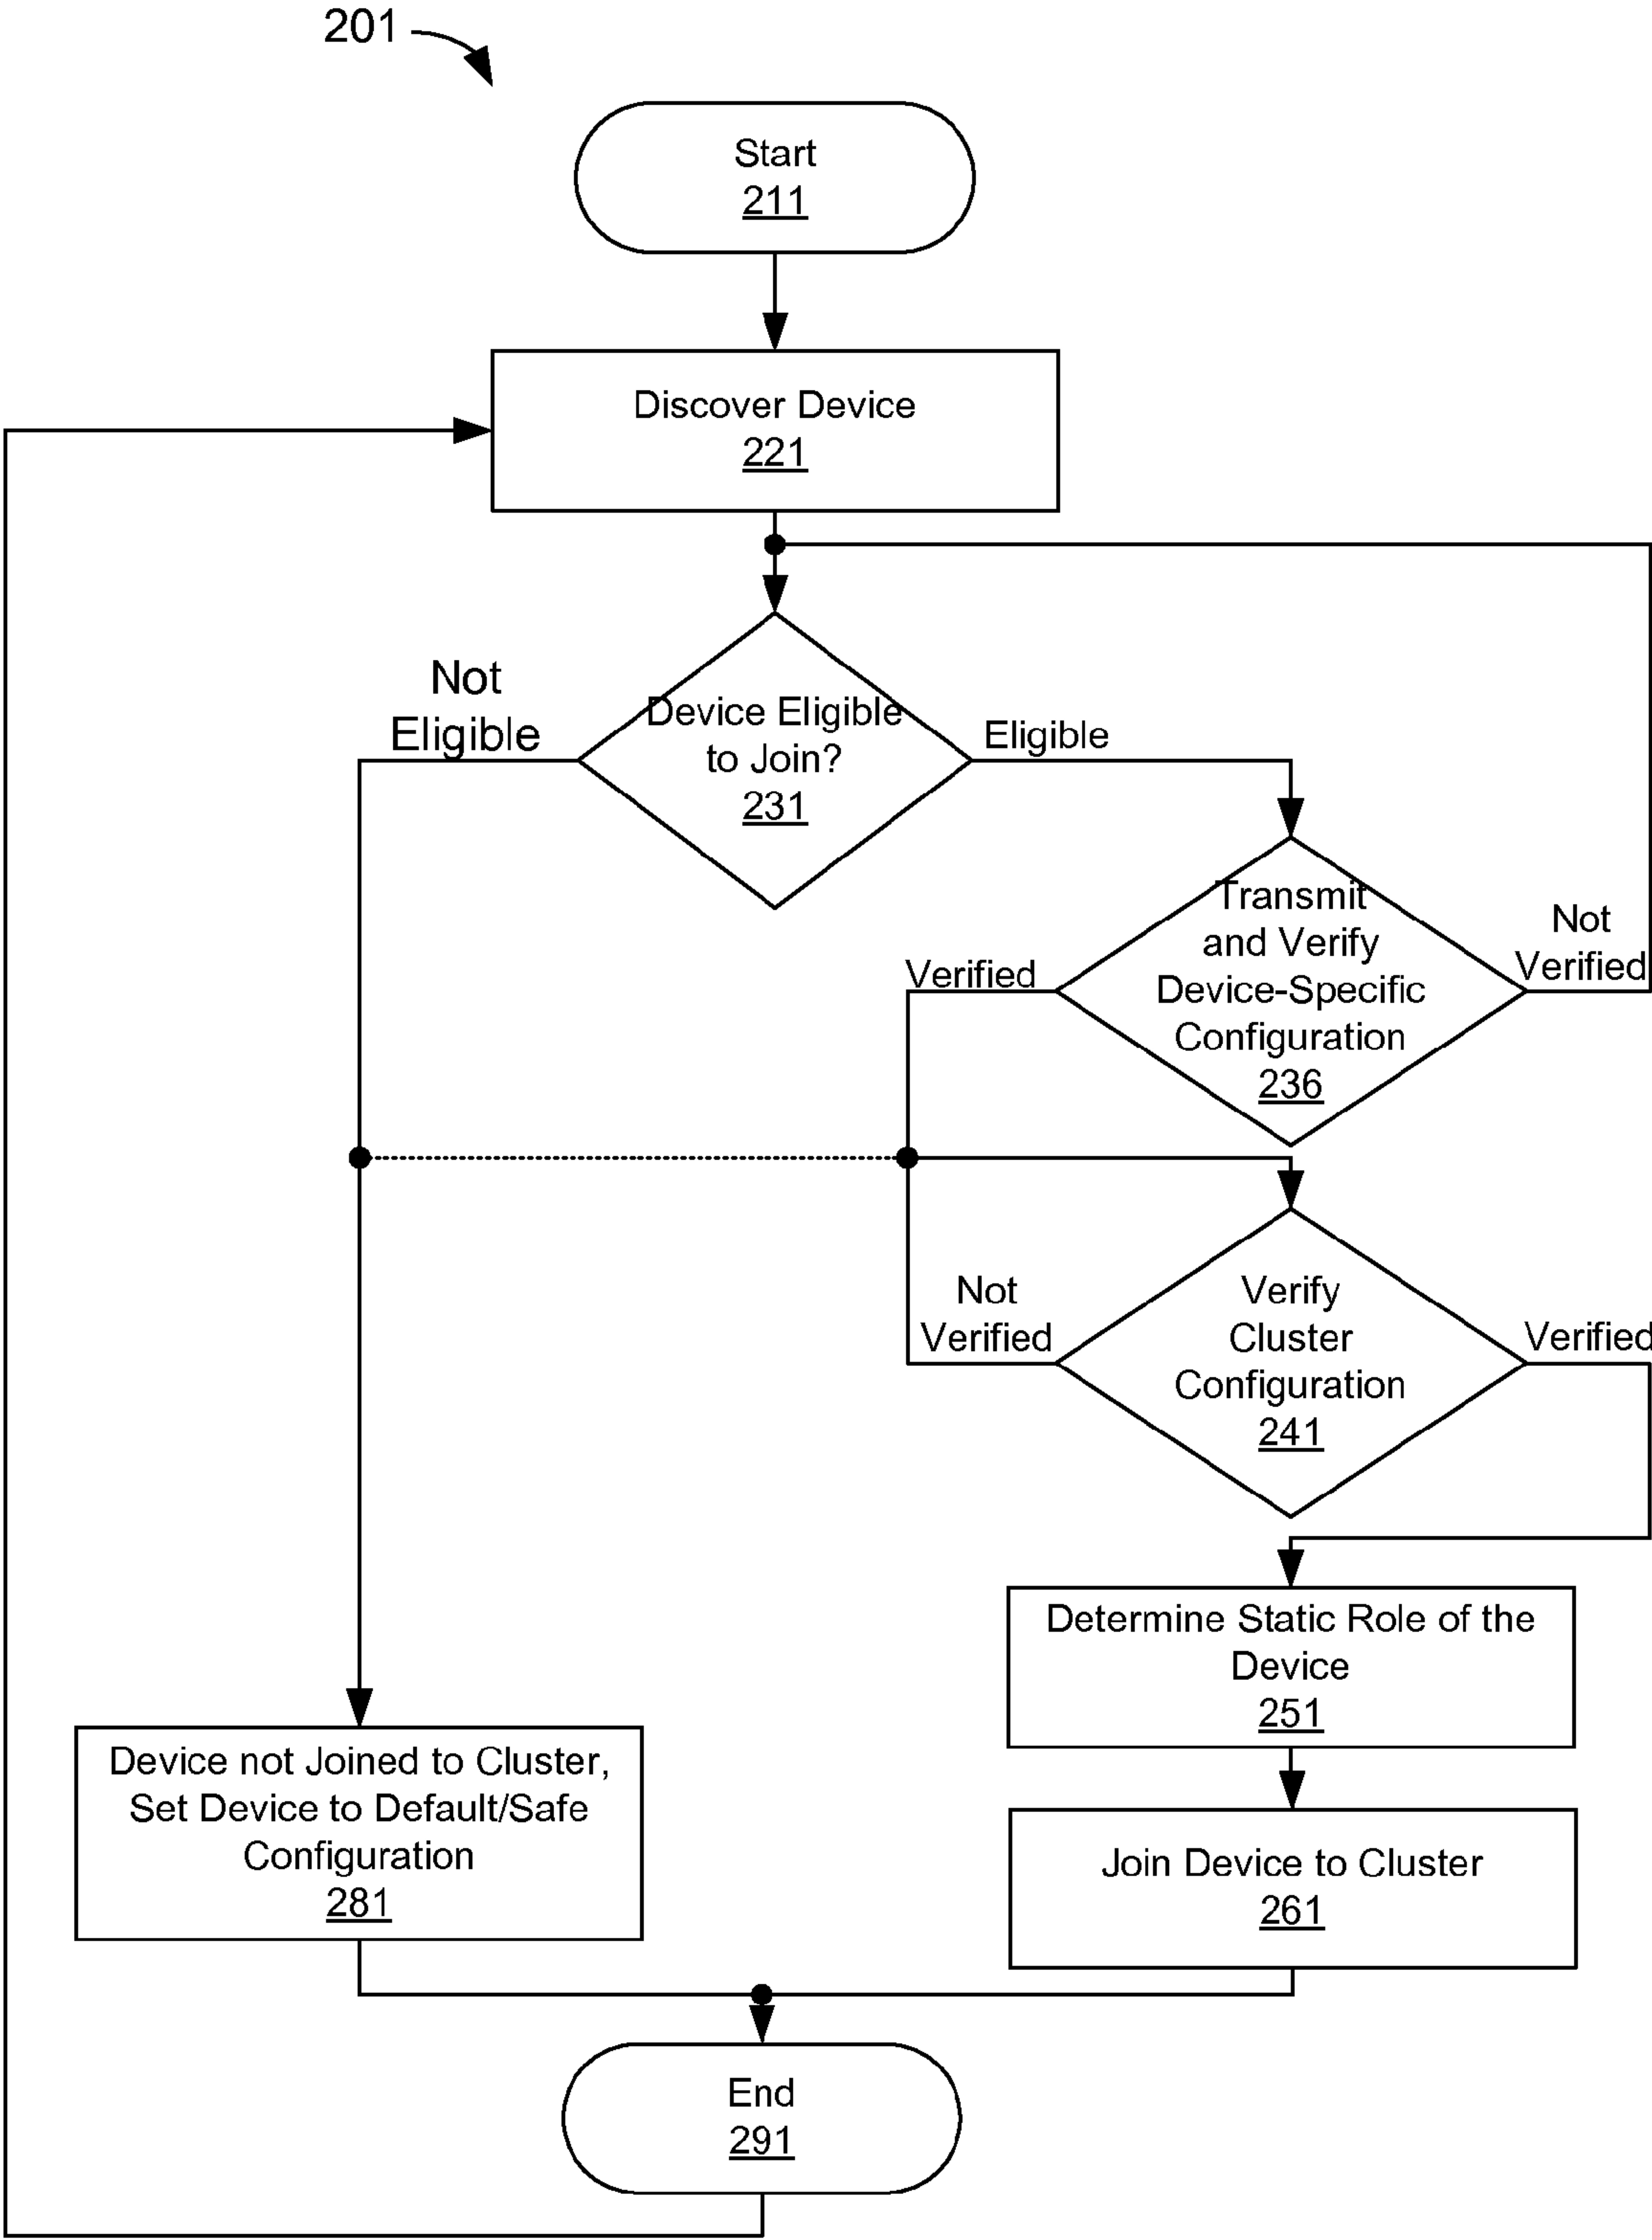 201
Start
211
Discover Device
221
Not
Eligible
Device Eligible
to Join?
231
Eligible
Transmit
and Verify
Device-Specific
Configuration
236
Verified
Not
Verified
Not
Verified
Verify
Cluster
Configuration
241
Verified
Determine Static Role of the
Device
251
Device not Joined to Cluster,
Set Device to Default/Safe
Configuration
281
Join Device to Cluster
261
End
291